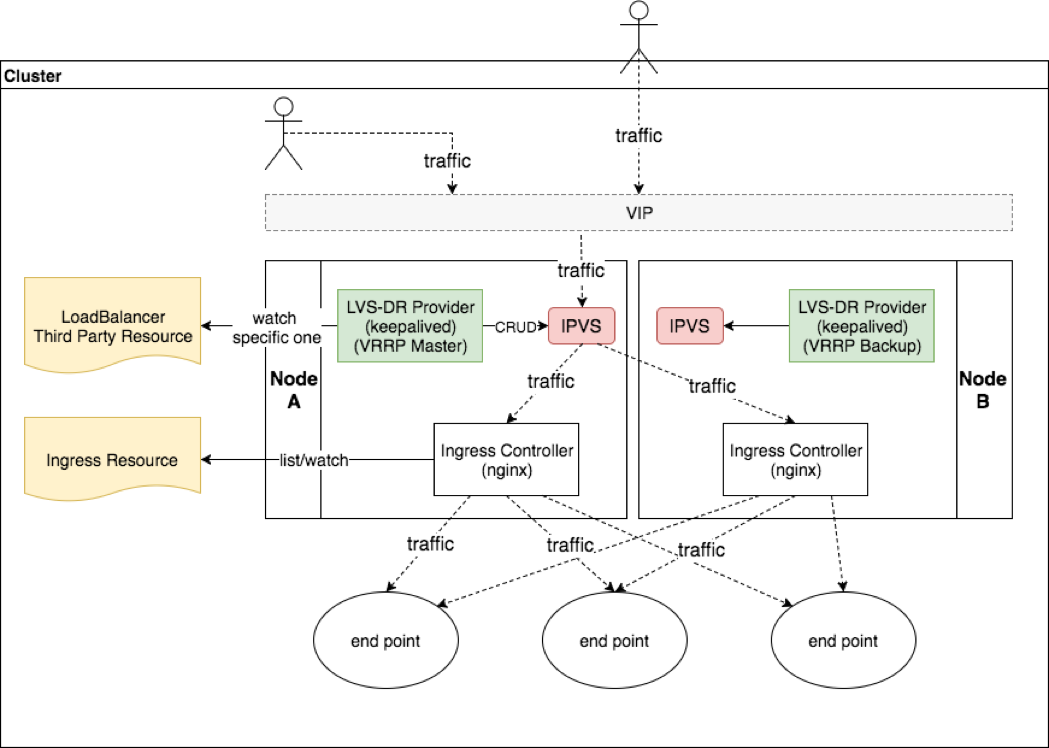 Cluster
traffic
traffic
VIP
traffic
LoadBalancer
Third Party Resource
watch
specific one
LVS-DR Provider
(keepalived)
(VRRP Master)
CRUD
IPVS
IPVS
LVS-DR Provider
(keepalived)
(VRRP Backup)
Node
A
traffic
traffic
Node
B
Ingress Resource
list/watch
Ingress Controller
(nginx)
Ingress Controller
(nginx)
traffic
traffic
traffic
end point
end point
end point